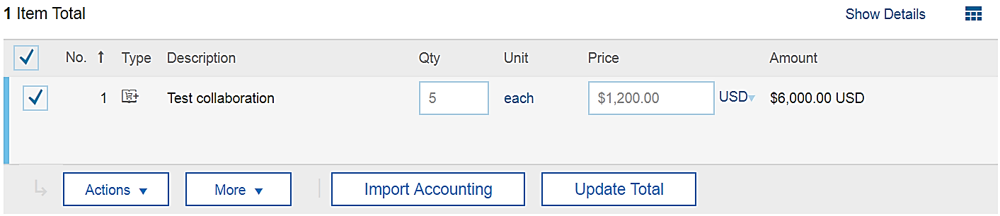 1 Item Total Show Details
No. ↑ Type Description Qty Unit Price Amount
1 Test collaboration 5 each $1,200.00 USD $6,000.00 USD
Actions More Import Accounting Update Total